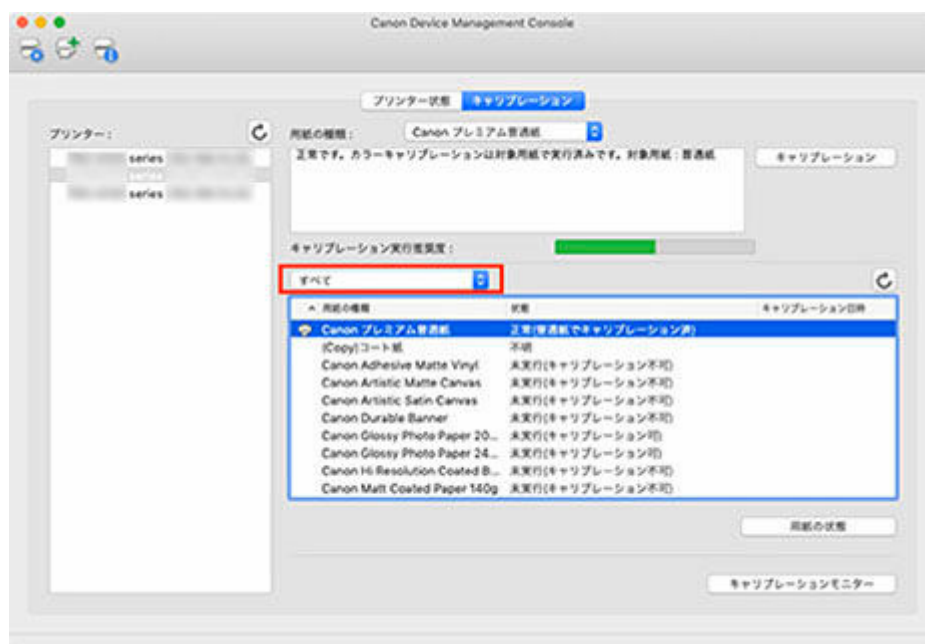 Canon Device Management Console
プリンター状態 キャリブレーション
プリンター:
用紙の種類: Canon プレミアム普通紙
series
series
series
正常です。カラーキャリブレーションは対象用紙で実行済みです。対象用紙:普通紙
キャリブレーション
キャリブレーション実行推奨度:
すべて
用紙の種類 状態 キャリブレーション日時
Canon プレミアム普通紙 正常(普通紙でキャリブレーション済)
(Copy)コート紙 不明
Canon Adhesive Matte Vinyl 未実行(キャリブレーション不可)
Canon Artistic Matte Canvas 未実行(キャリブレーション不可)
Canon Artistic Satin Canvas 未実行(キャリブレーション不可)
Canon Durable Banner 未実行(キャリブレーション不可)
Canon Glossy Photo Paper 20... 未実行(キャリブレーション可)
Canon Glossy Photo Paper 24... 未実行(キャリブレーション可)
Canon Hi Resolution Coated B... 未実行(キャリブレーション不可)
Canon Matt Coated Paper 140g 未実行(キャリブレーション不可)
用紙の状態
キャリブレーションモニター